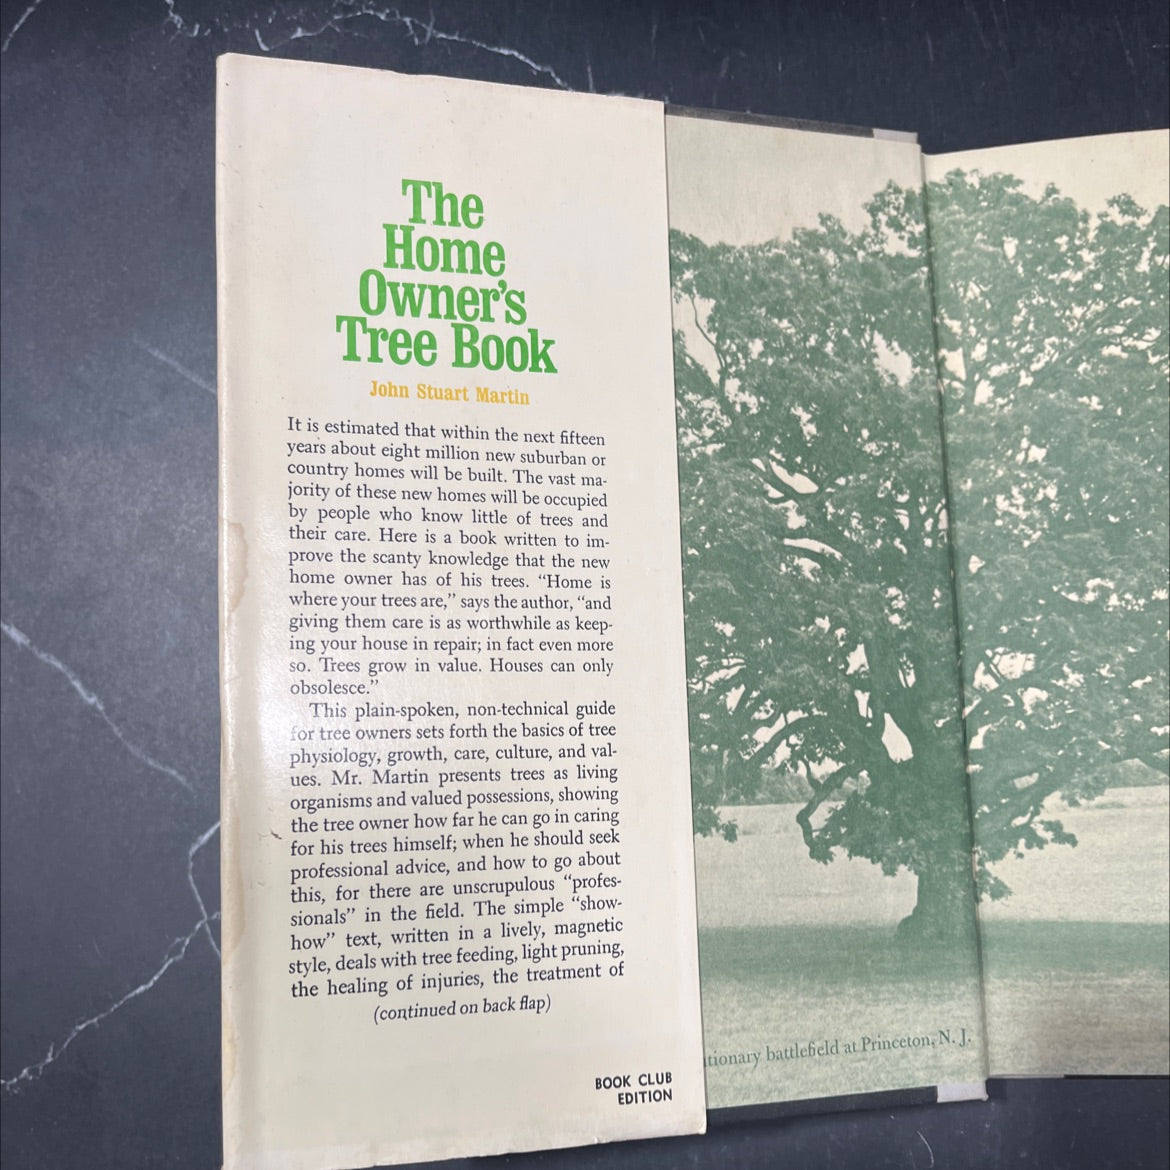 The
Home
Owner's
Tree Book
John Stuart Martin
It is estimated that within the next fifteen
years about eight million new suburban or
country homes will be built. The vast ma-
jority of these new homes will be occupied
by people who know little of trees and
their care. Here is a book written to im-
prove the scanty knowledge that the new
home owner has of his trees. “Home is
where your trees are,” says the author, “and
giving them care is as worthwhile as keep-
ing your house in repair; in fact even more
so. Trees grow in value. Houses can only
obsolesce.”
This plain-spoken, non-technical guide
for tree owners sets forth the basics of tree
physiology, growth, care, culture, and val-
ues. Mr. Martin presents trees as living
organisms and valued possessions, showing
the tree owner how far he can go in caring
for his trees himself; when he should seek
professional advice, and how to go about
this, for there are unscrupulous “profes-
sionals” in the field. The simple “show-
how” text, written in a lively, magnetic
style, deals with tree feeding, light pruning,
the healing of injuries, the treatment of
(continued on back flap)
BOOK CLUB
EDITION
tionary battlefield at Princeton, N. J.